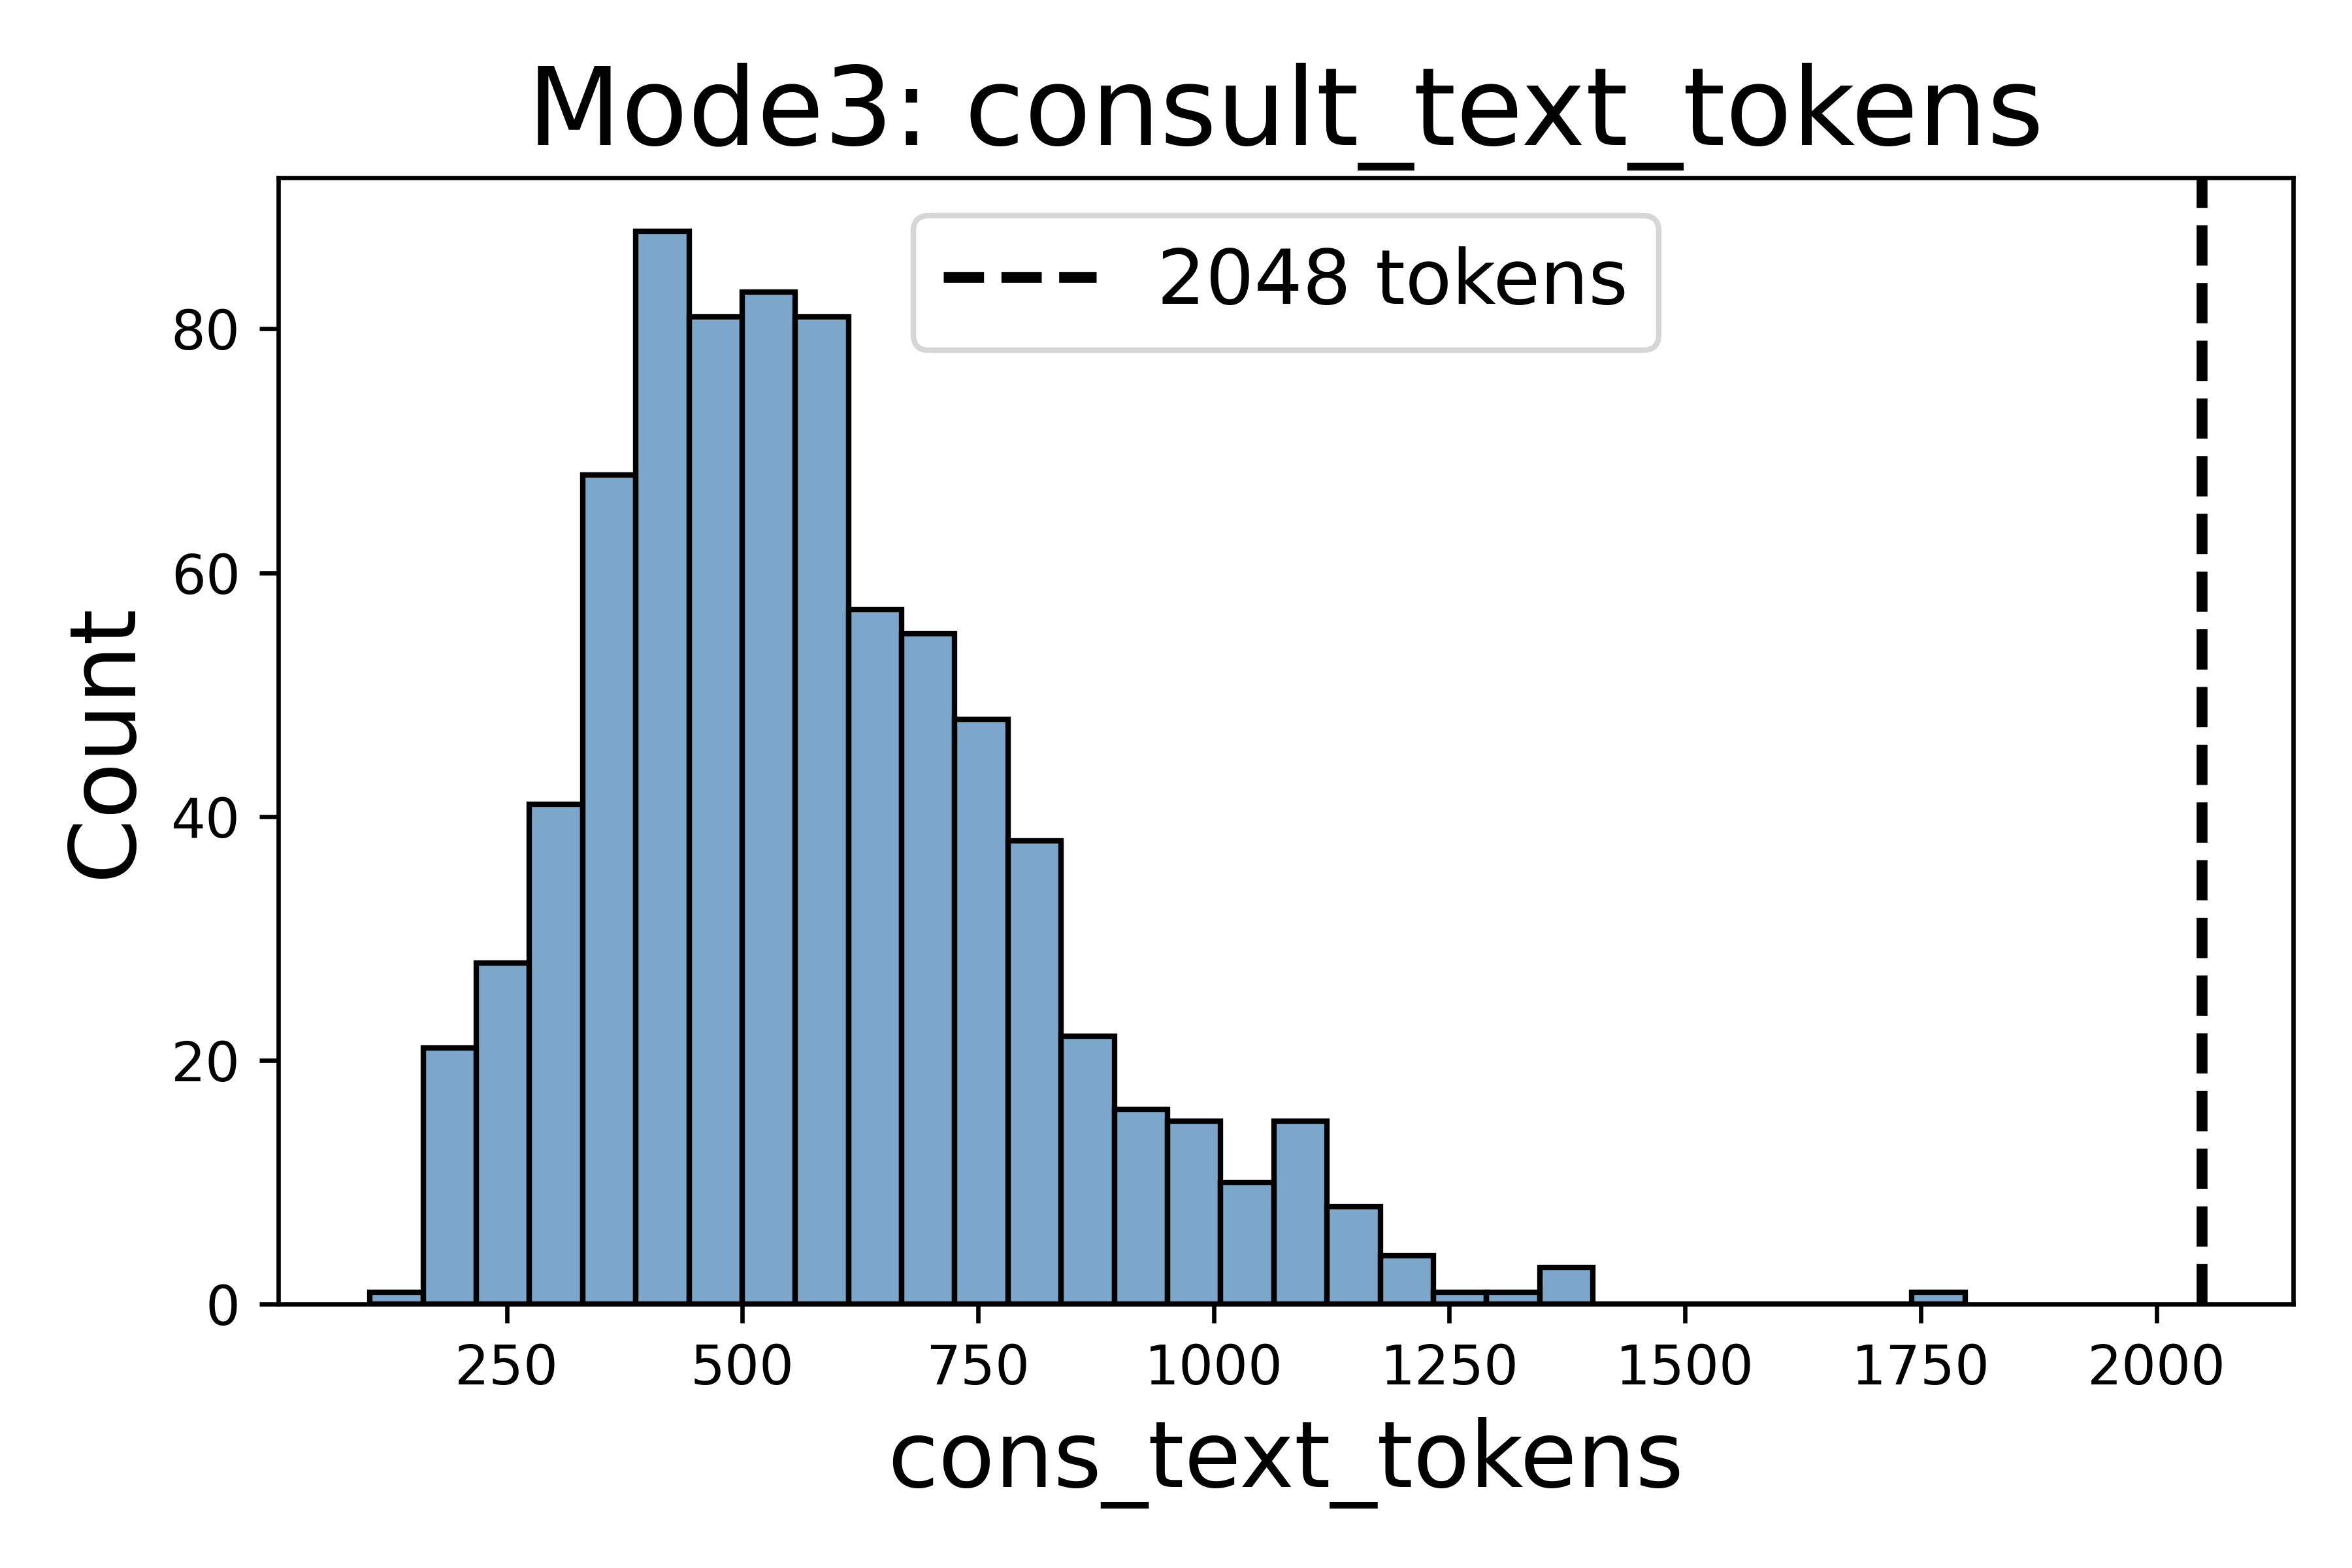 Mode3: consult_text_tokens
2048 tokens
80
60
40
20
0
Count
250 500 750 1000 1250 1500 1750 2000
cons_text_tokens